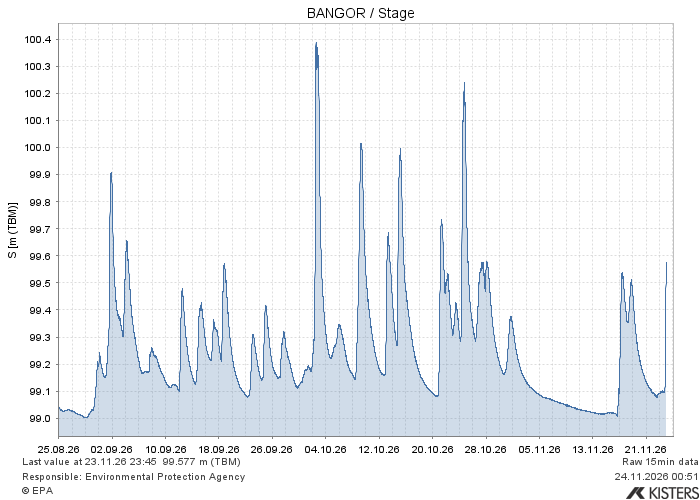 BANGOR / Stage
S [m (TBM)]
100.4
100.3
100.2
100.1
100.0
99.9
99.8
99.7
99.6
99.5
99.4
99.3
99.2
99.1
99.0
25.08.26 02.09.26 10.09.26 18.09.26 26.09.26 04.10.26 12.10.26 20.10.26 28.10.26 05.11.26 13.11.26 21.11.26
Last value at 23.11.26 23:45 99.577 m (TBM) Raw 15min data
Responsible: Environmental Protection Agency 24.11.2026 00:51
© EPA
KISTERS